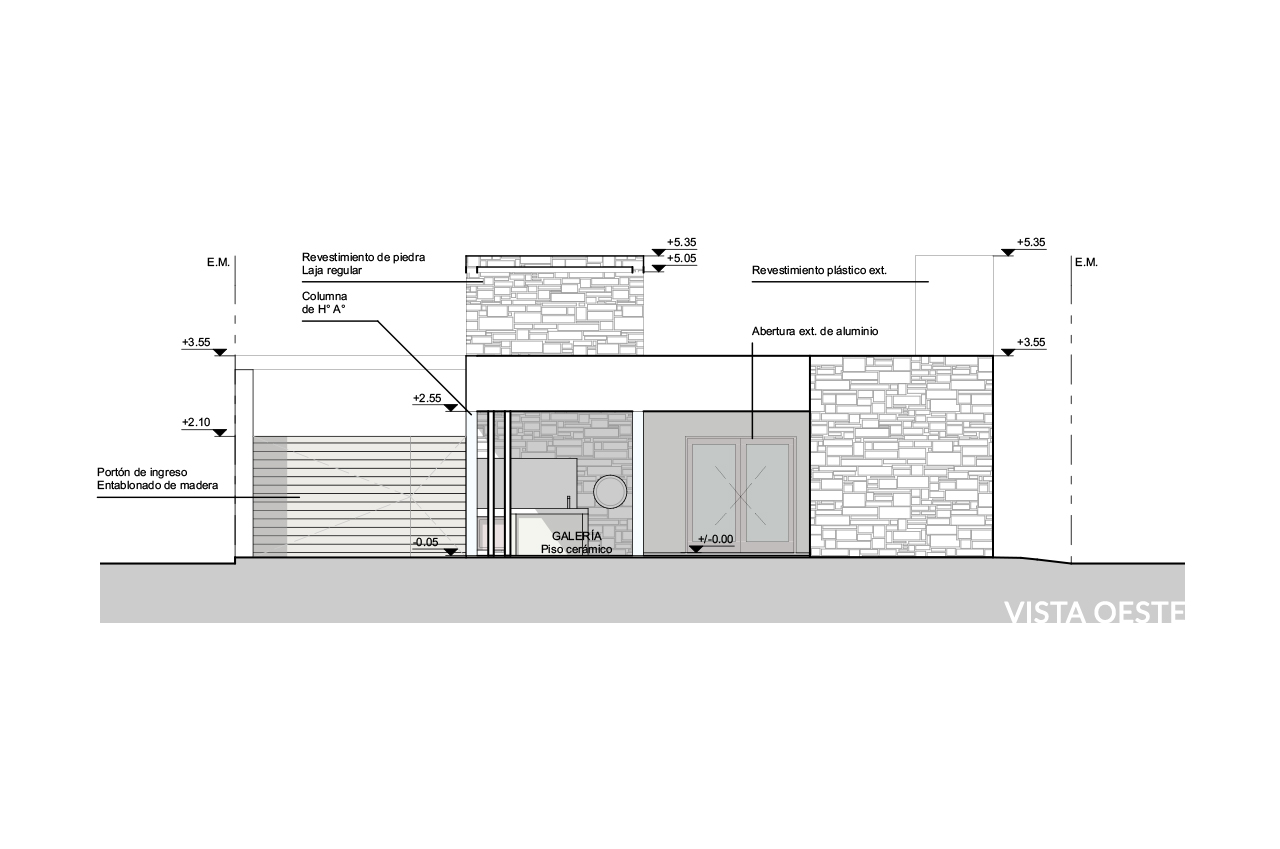 +5.35
+5.35
Revestimiento de piedra
Laja regular
E.M.
+5.05
E.M.
Revestimiento plástico ext.
Columna
de H° A°
Abertura ext. de aluminio
+3.55
+3.55
+2.55
+2.10
Portón de ingreso
Entablonado de madera
-0.05
GALERÍA
Piso cerámico
+/-0.00
VISTA OESTE